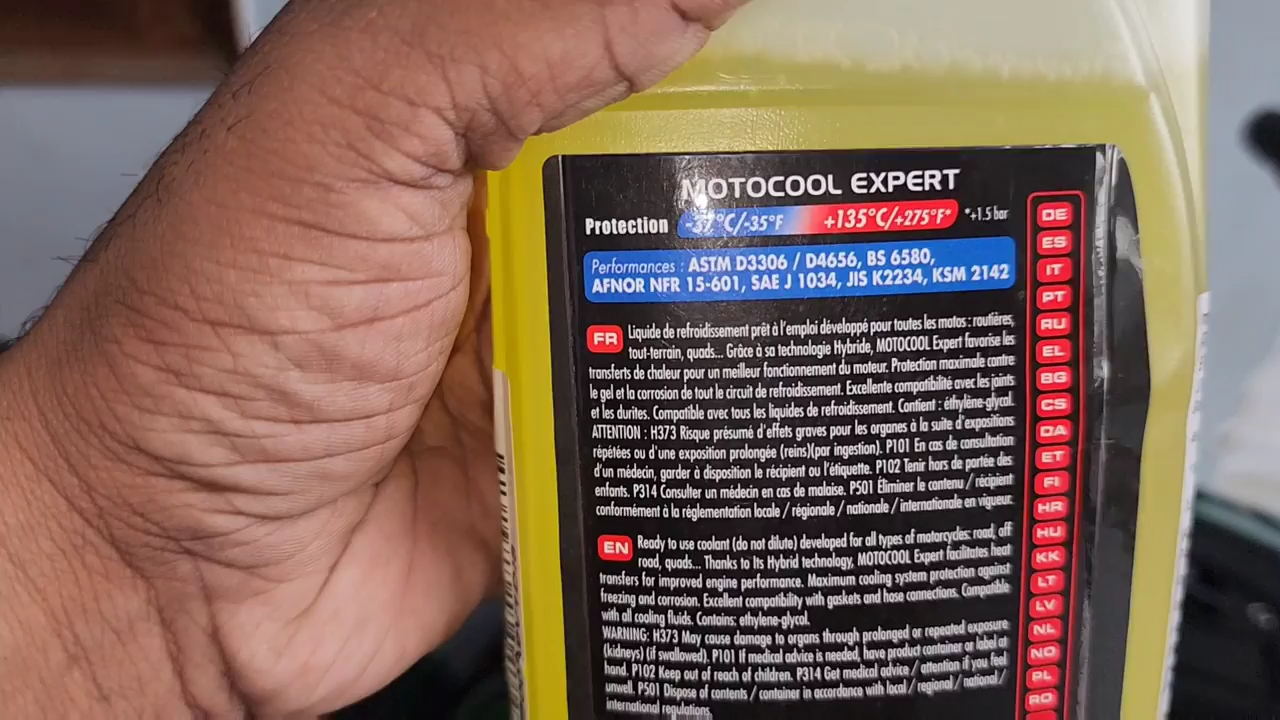 MOTOCOOL EXPERT
Protection -37°C/-35°F +135°C/+275°F* *+1.5 bar
Performances : ASTM D3306 / D4656, BS 6580,
AFNOR NFR 15-601, SAE J 1034, JIS K2234, KSM 2142
FR Liquide de refroidissement prêt à l'emploi développé pour toutes les motos : routières,
tout-terrain, quads... Grâce à sa technologie Hybride, MOTOCOOL Expert favorise les
transferts de chaleur pour un meilleur fonctionnement du moteur. Protection maximale contre
le gel et la corrosion de tout le circuit de refroidissement. Excellente compatibilité avec les joints
et les durites. Compatible avec tous les liquides de refroidissement. Contient : éthylène-glycol.
ATTENTION : H373 Risque présumé d'effets graves pour les organes à la suite d'expositions
répétées ou d'une exposition prolongée (reins)(par ingestion). P101 En cas de consultation
d'un médecin, garder à disposition le récipient ou l'étiquette. P102 Tenir hors de portée des
enfants. P314 Consulter un médecin en cas de malaise. P501 Éliminer le contenu / récipient
conformément à la réglementation locale / régionale / nationale / internationale en vigueur.
EN Ready to use coolant (do not dilute) developed for all types of motorcycles: road, off
road, quads... Thanks to Its Hybrid technology, MOTOCOOL Expert facilitates heat
transfers for improved engine performance. Maximum cooling system protection against
freezing and corrosion. Excellent compatibility with gaskets and hose connections. Compatible
with all cooling fluids. Contains: ethylene-glycol.
WARNING: H373 May cause damage to organs through prolonged or repeated exposure
(kidneys) (if swallowed). P101 If medical advice is needed, have product container or label at
hand. P102 Keep out of reach of children. P314 Get medical advice / attention if you feel
unwell. P501 Dispose of contents / container in accordance with local / regional / national /
international regulations.
DE
ES
IT
PT
RU
EL
BG
CS
DA
ET
FI
HR
HU
KK
LT
LV
NL
NO
PL
RO